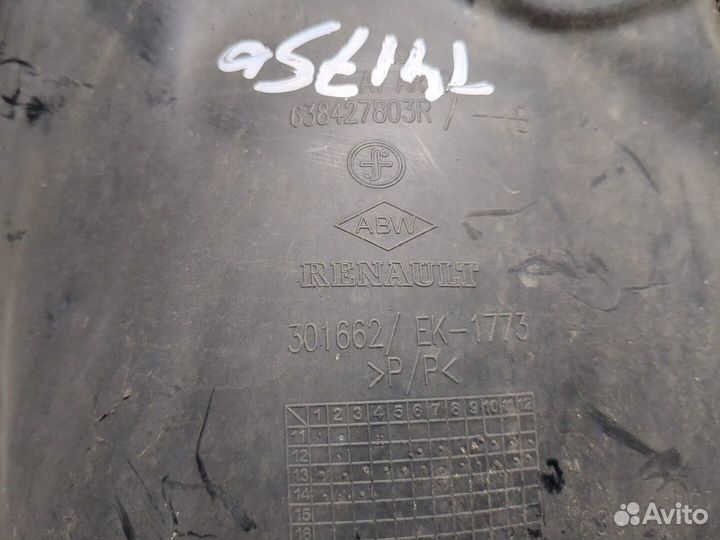 638427803R / --- B
ABW
RENAULT
301662/ EK-1773
>P/P<
1 2 3 4 5 6 7 8 9 10 11 12
11
12
13
14
15
16
Avito